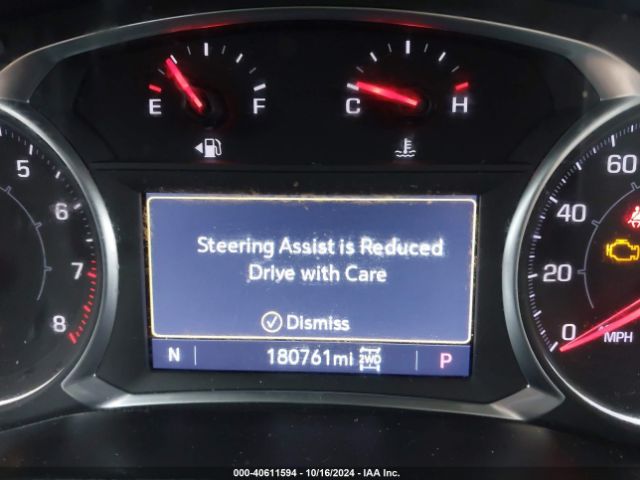 E F C H
5
6
7
8
60
40
20
0
MPH
Steering Assist is Reduced
Drive with Care
Dismiss
N 180761mi 2WD P
000-40611594 - 10/16/2024 - IAA Inc.